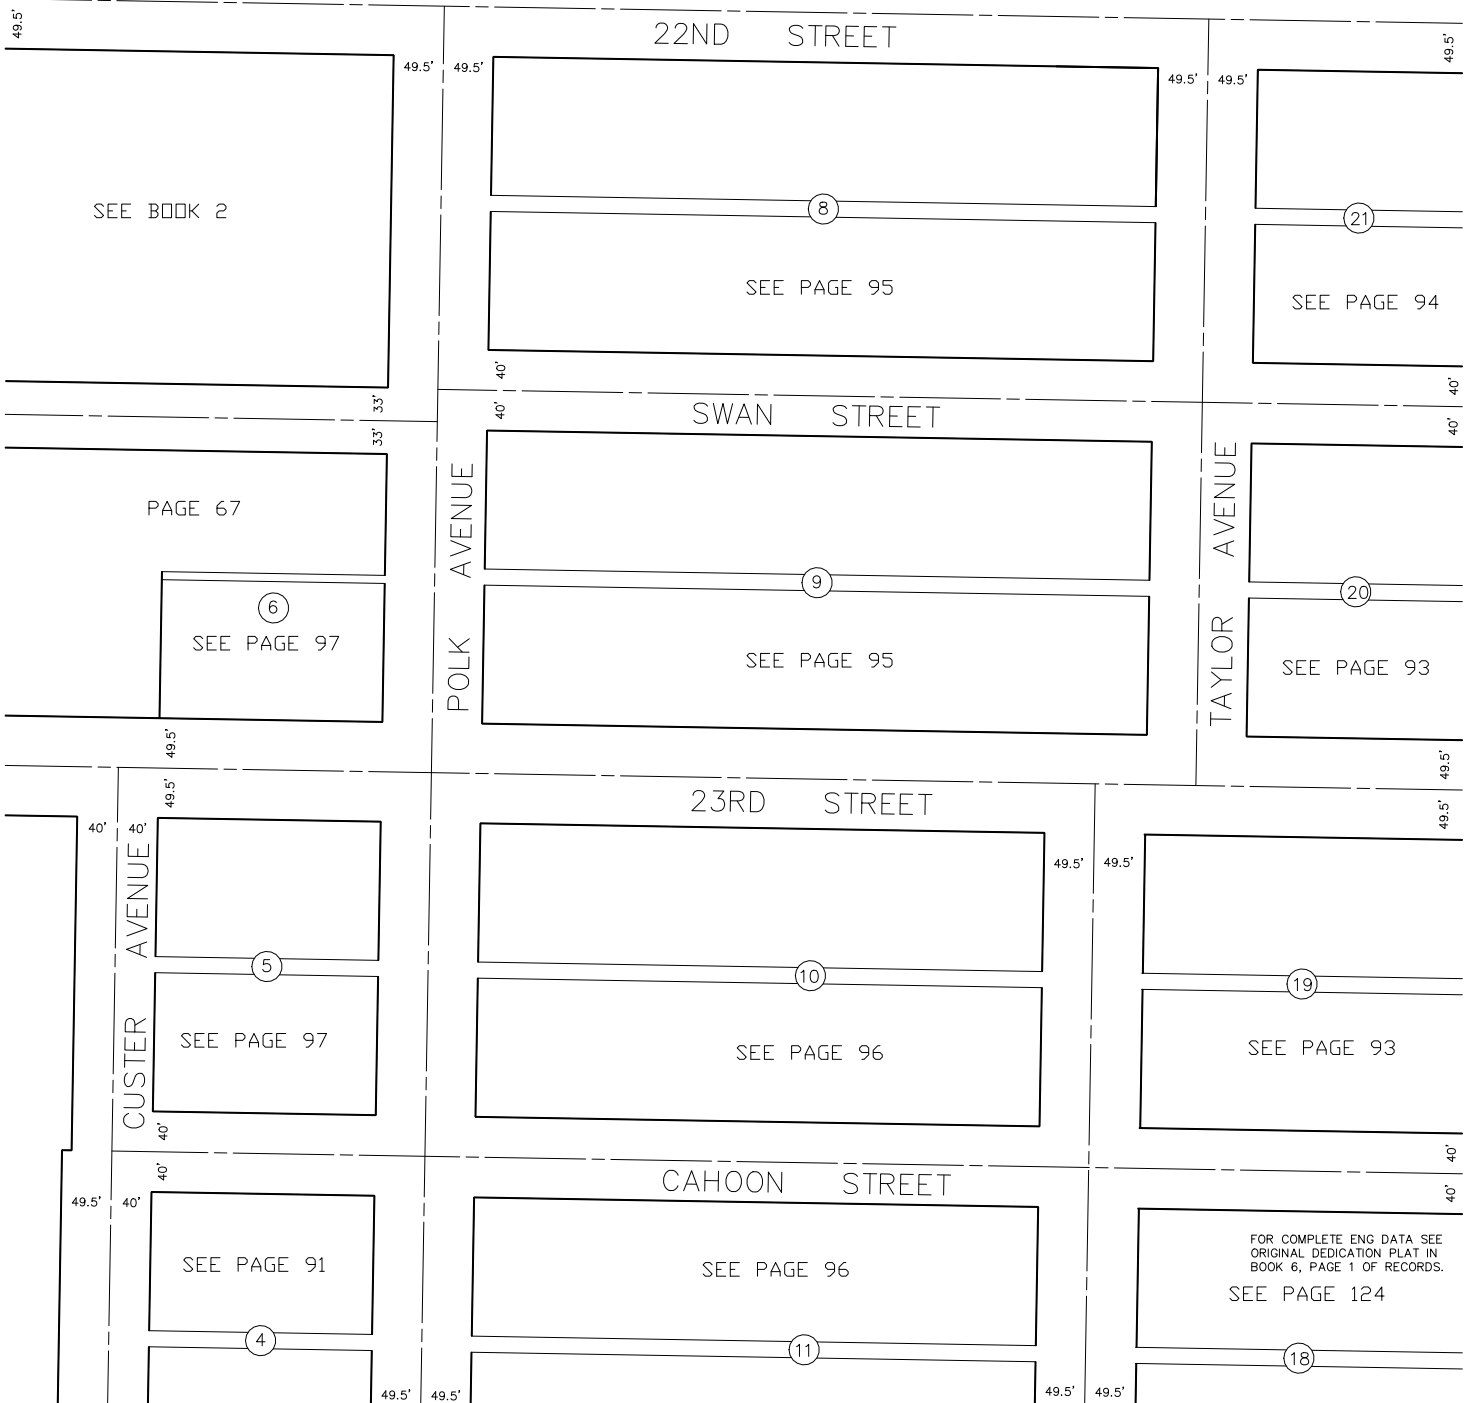 49.5'
22ND STREET
49.5'
49.5' 49.5'
49.5' 49.5'
SEE BOOK 2
8
21
SEE PAGE 95
SEE PAGE 94
40'
40'
33'
40'
SWAN STREET
40'
33'
POLK AVENUE
TAYLOR AVENUE
PAGE 67
9
20
6
SEE PAGE 97
SEE PAGE 95
SEE PAGE 93
49.5'
49.5'
49.5'
23RD STREET
49.5'
40' 40'
CUSTER AVENUE
49.5' 49.5'
5
10
19
SEE PAGE 97
SEE PAGE 96
SEE PAGE 93
40'
40'
40'
CAHOON STREET
40'
49.5' 40'
FOR COMPLETE ENG DATA SEE
ORIGINAL DEDICATION PLAT IN
BOOK 6, PAGE 1 OF RECORDS.
SEE PAGE 91
SEE PAGE 96
SEE PAGE 124
4
11
18
49.5' 49.5'
49.5' 49.5'